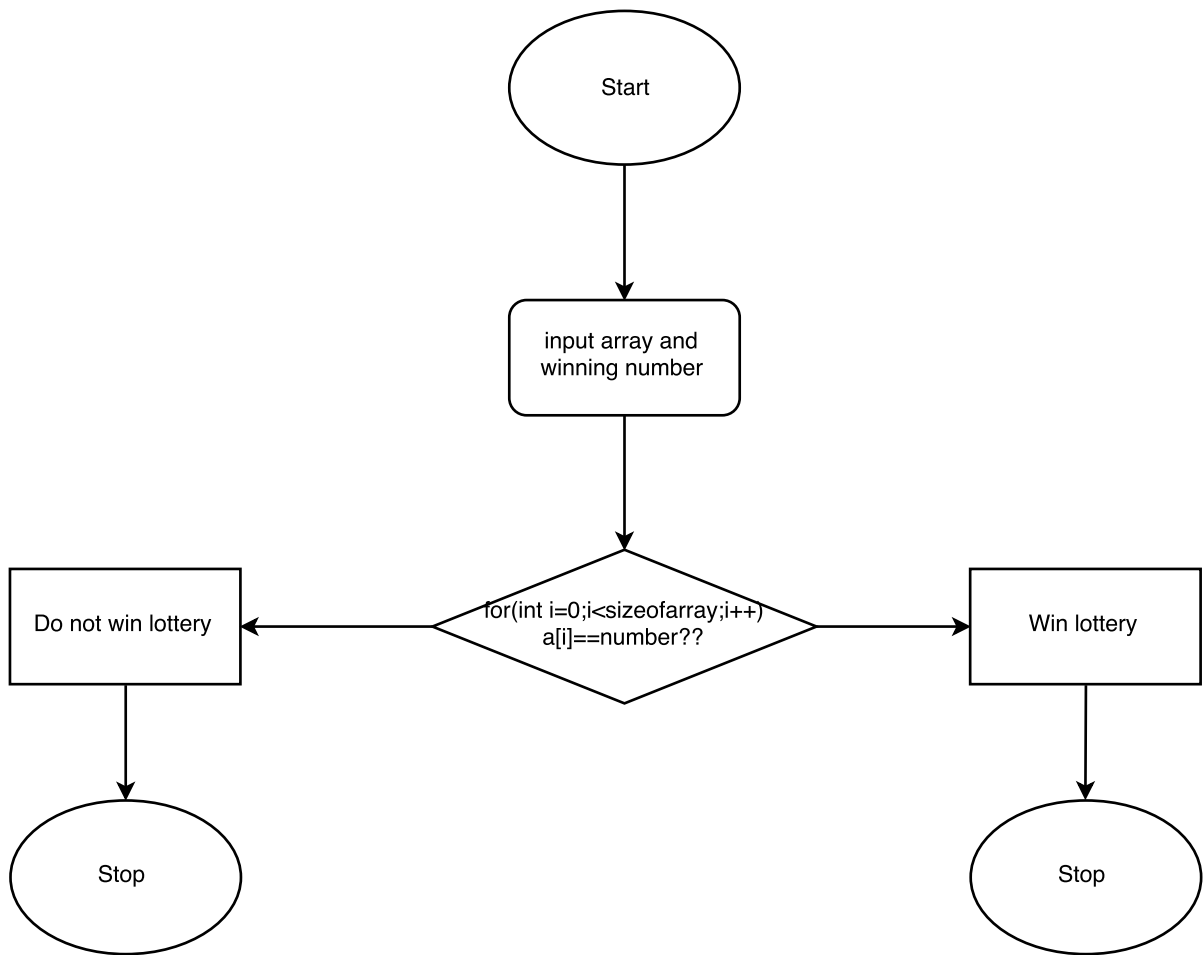 Start
input array and
winning number
for(int i=0;i<sizeofarray;i++)
a[i]==number??
Do not win lottery
Win lottery
Stop
Stop